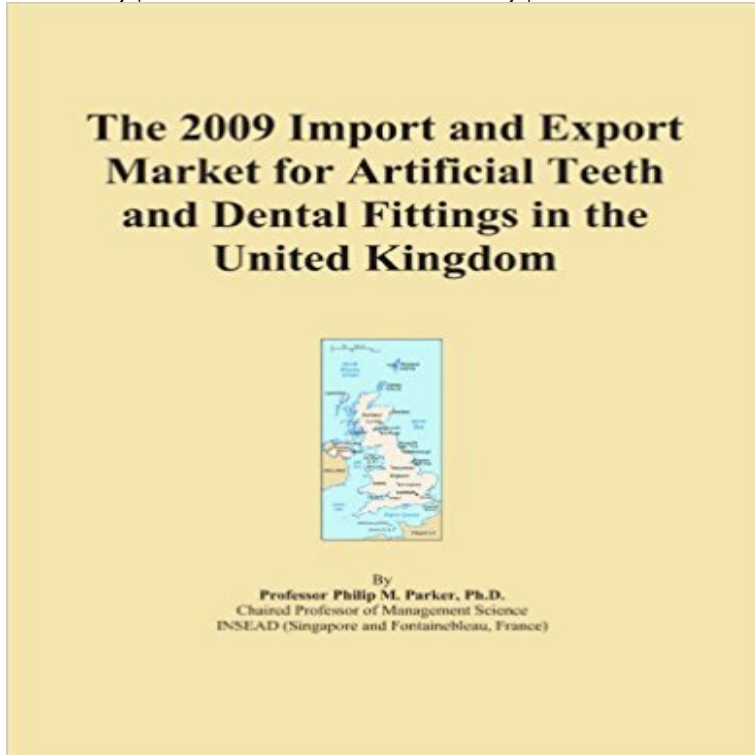 The 2009 Import and Export
Market for Artificial Teeth
and Dental Fittings in the
United Kingdom
By
Professor Philip M. Parker, Ph.D.
Chaired Professor of Management Science
INSEAD (Singapore and Fontainebleau, France)